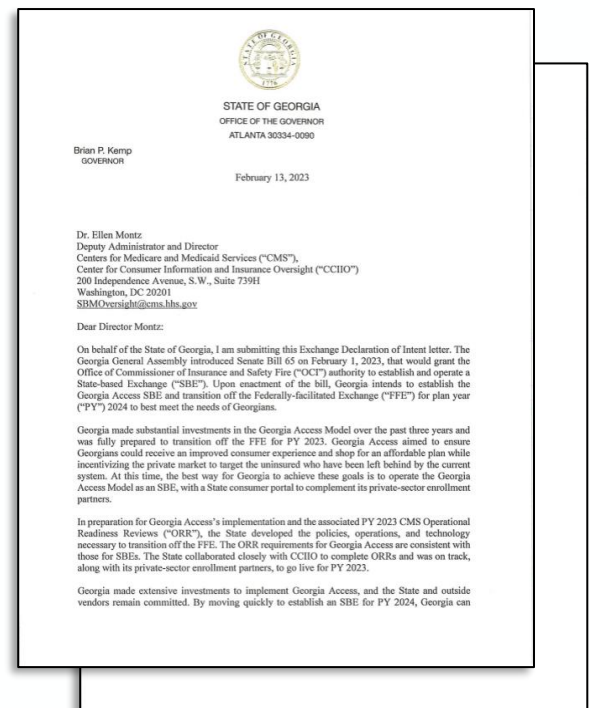 STATE OF GEORGIA
1776
STATE OF GEORGIA
OFFICE OF THE GOVERNOR
ATLANTA 30334-0090
Brian P. Kemp
GOVERNOR
February 13, 2023
Dr. Ellen Montz
Deputy Administrator and Director
Centers for Medicare and Medicaid Services (“CMS”),
Center for Consumer Information and Insurance Oversight (“CCIIO”)
200 Independence Avenue, S.W., Suite 739H
Washington, DC 20201
SBMOversight@cms.hhs.gov
Dear Director Montz:
On behalf of the State of Georgia, I am submitting this Exchange Declaration of Intent letter. The
Georgia General Assembly introduced Senate Bill 65 on February 1, 2023, that would grant the
Office of Commissioner of Insurance and Safety Fire (“OCI”) authority to establish and operate a
State-based Exchange (“SBE”). Upon enactment of the bill, Georgia intends to establish the
Georgia Access SBE and transition off the Federally-facilitated Exchange (“FFE”) for plan year
(“PY”) 2024 to best meet the needs of Georgians.
Georgia made substantial investments in the Georgia Access Model over the past three years and
was fully prepared to transition off the FFE for PY 2023. Georgia Access aimed to ensure
Georgians could receive an improved consumer experience and shop for an affordable plan while
incentivizing the private market to target the uninsured who have been left behind by the current
system. At this time, the best way for Georgia to achieve these goals is to operate the Georgia
Access Model as an SBE, with a State consumer portal to complement its private-sector enrollment
partners.
In preparation for Georgia Access’s implementation and the associated PY 2023 CMS Operational
Readiness Reviews (“ORR”), the State developed the policies, operations, and technology
necessary to transition off the FFE. The ORR requirements for Georgia Access are consistent with
those for SBEs. The State collaborated closely with CCIIO to complete ORRs and was on track,
along with its private-sector enrollment partners, to go live for PY 2023.
Georgia made extensive investments to implement Georgia Access, and the State and outside
vendors remain committed. By moving quickly to establish an SBE for PY 2024, Georgia can